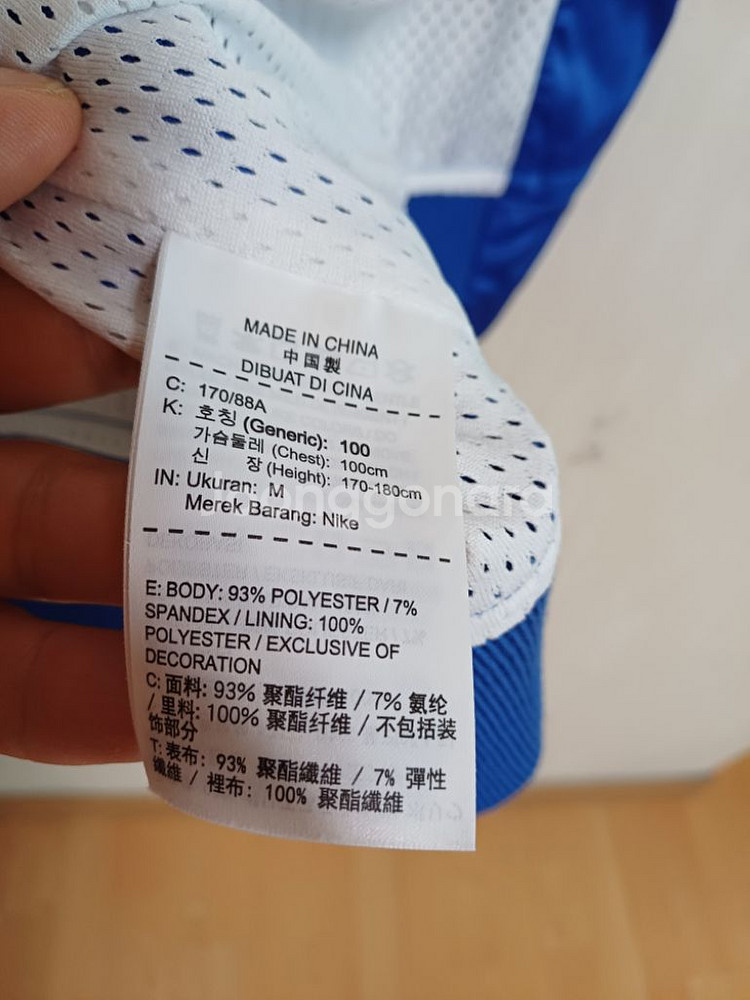 MADE IN CHINA
中国製
DIBUAT DI CINA
C: 170/88A
K: 호칭 (Generic): 100
가슴둘레 (Chest): 100cm
신 장 (Height): 170-180cm
IN: Ukuran: M
Merek Barang: Nike
E: BODY: 93% POLYESTER / 7%
SPANDEX / LINING: 100%
POLYESTER / EXCLUSIVE OF
DECORATION
C: 面料: 93% 聚酯纤维 / 7% 氨纶
/ 里料: 100% 聚酯纤维 / 不包括装
饰部分
T: 表布: 93% 聚酯纖維 / 7% 彈性
纖維 / 裡布: 100% 聚酯纖維